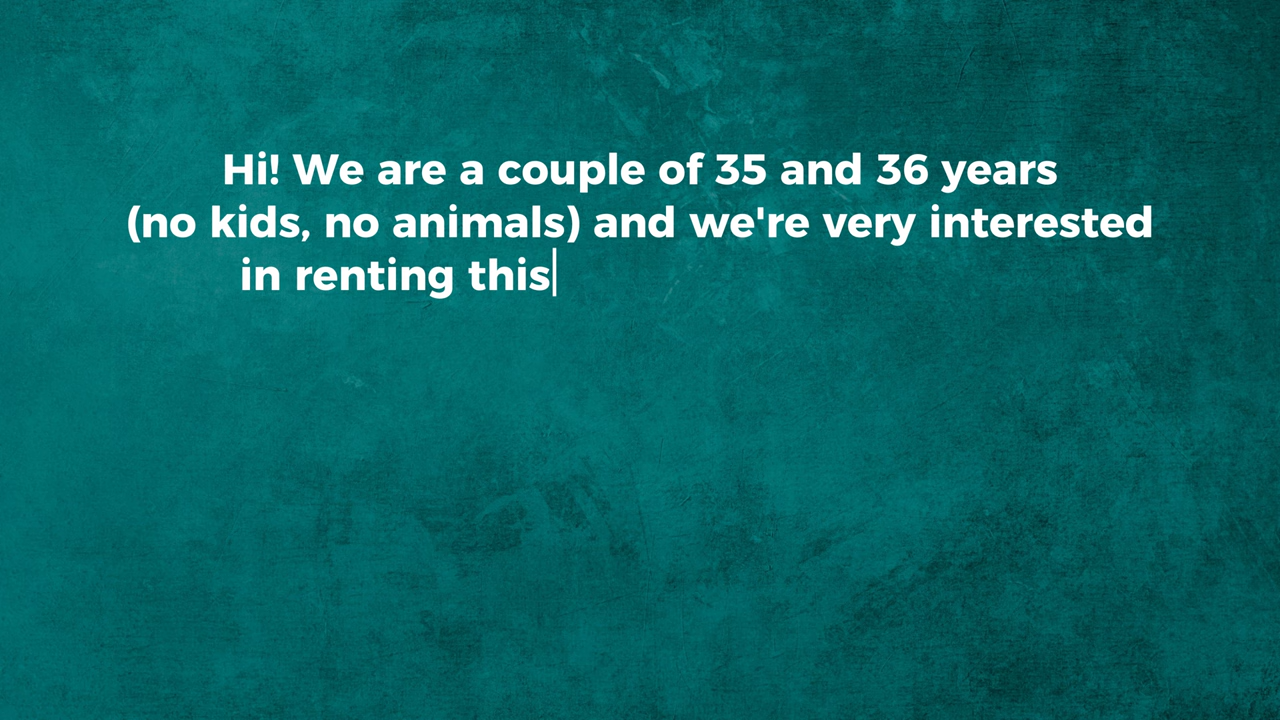 Hi! We are a couple of 35 and 36 years
(no kids, no animals) and we're very interested
in renting this